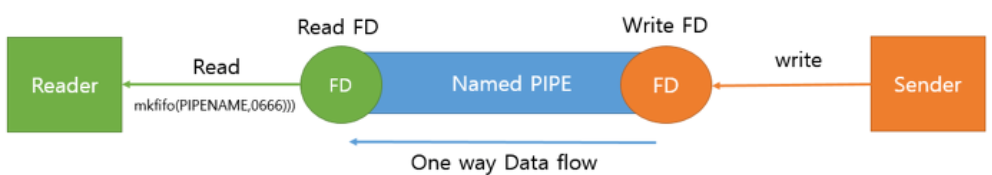 Read FD
Write FD
Reader
Read
mkfifo(PIPENAME,0666)))
FD
Named PIPE
FD
write
Sender
One way Data flow